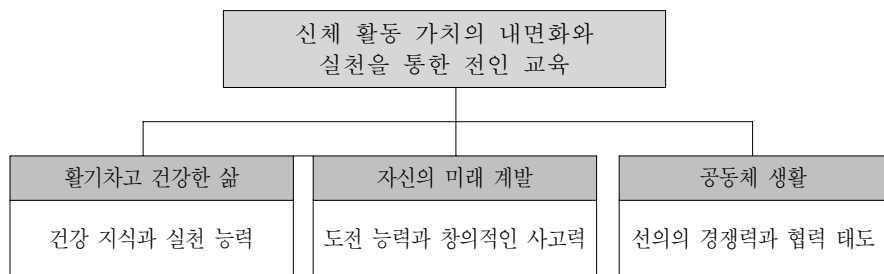 신체 활동 가치의 내면화와
실천을 통한 전인 교육
활기차고 건강한 삶
자신의 미래 계발
공동체 생활
건강 지식과 실천 능력
도전 능력과 창의적인 사고력
선의의 경쟁력과 협력 태도